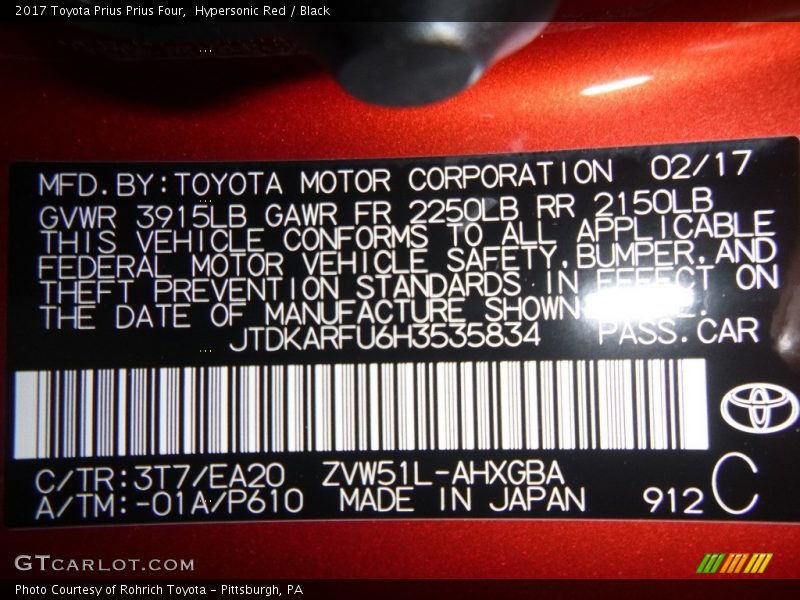 2017 Toyota Prius Prius Four,  Hypersonic Red / Black
MFD.BY:TOYOTA MOTOR CORPORATION 02/17
GVWR 3915LB GAWR FR 2250LB RR 2150LB
THIS VEHICLE CONFORMS TO ALL APPLICABLE
FEDERAL MOTOR VEHICLE SAFETY,BUMPER,AND
THEFT PREVENTION STANDARDS IN EFFECT ON
THE DATE OF MANUFACTURE SHOWN
JTDKARFU6H3535834 PASS.CAR
C/TR:3T7/EA20 ZVW51L-AHXGBA
A/TM:-01A/P610 MADE IN JAPAN 912 C
GTCARLOT.COM
Photo Courtesy of Rohrich Toyota - Pittsburgh, PA